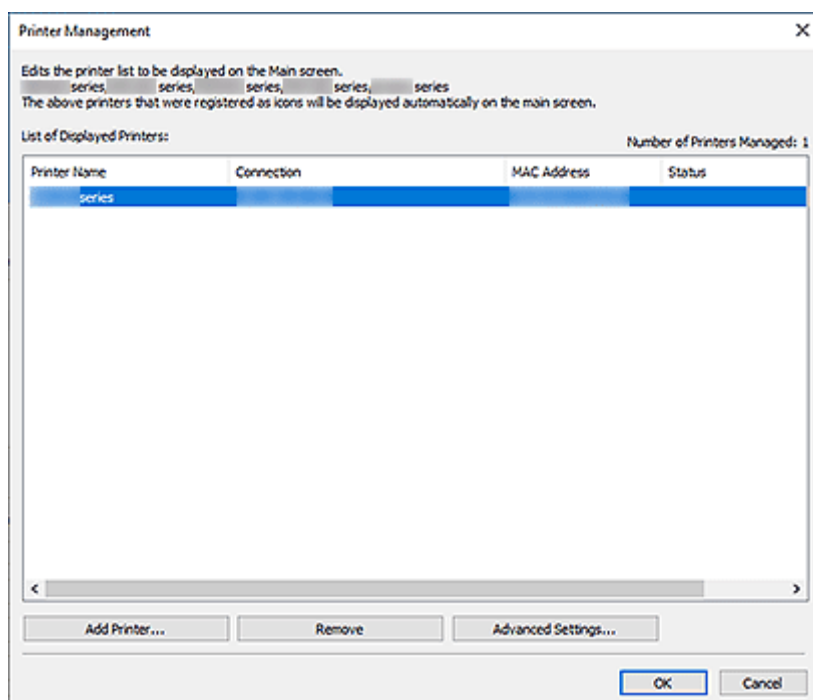 Printer Management
Edits the printer list to be displayed on the Main screen.
series, series, series, series, series
The above printers that were registered as icons will be displayed automatically on the main screen.
List of Displayed Printers:
Number of Printers Managed: 1
Printer Name Connection MAC Address Status
series
Add Printer... Remove Advanced Settings...
OK Cancel